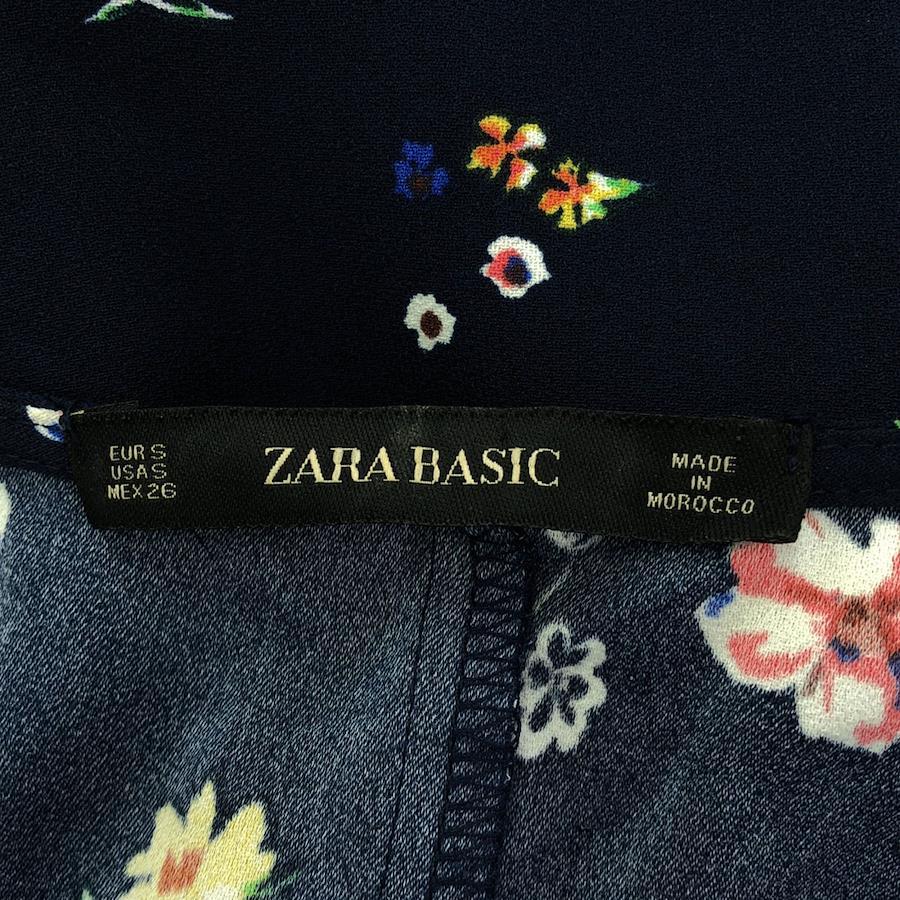 EUR S
USA S
MEX 26
ZARA BASIC
MADE
IN
MOROCCO